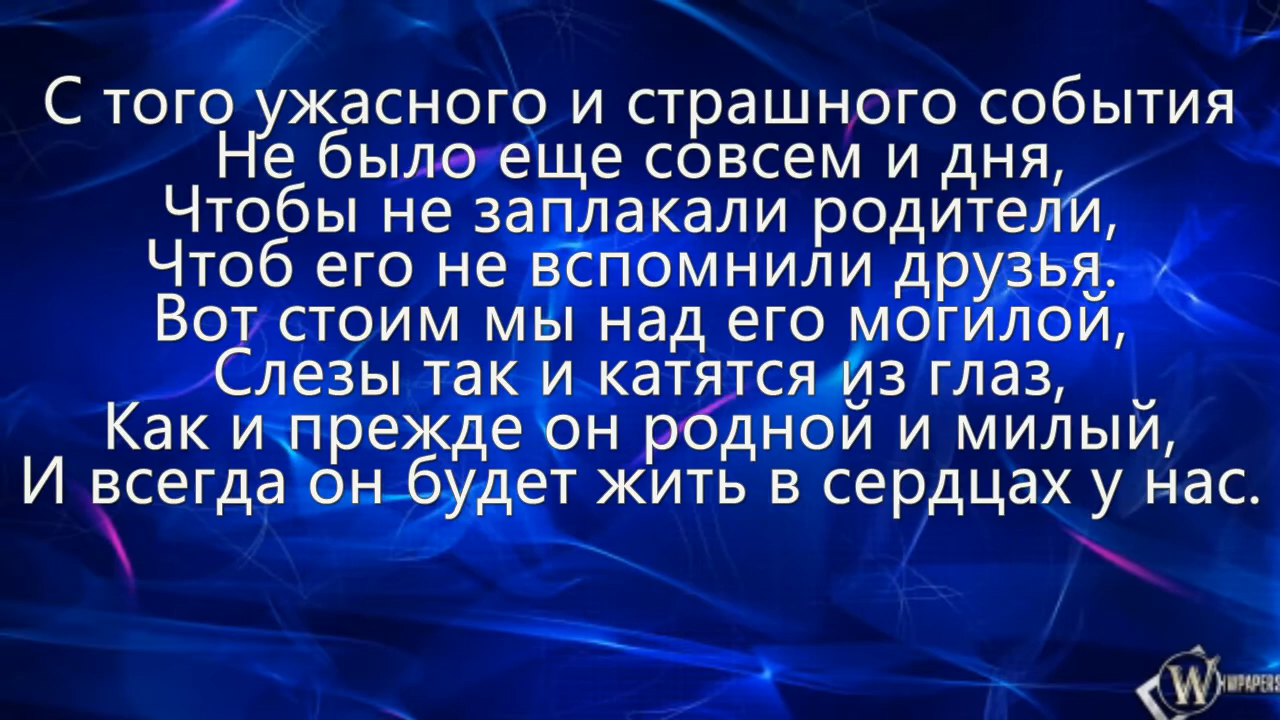 С того ужасного и страшного события
Не было еще совсем и дня,
Чтобы не заплакали родители,
Чтоб его не вспомнили друзья.
Вот стоим мы над его могилой,
Слезы так и катятся из глаз,
Как и прежде он родной и милый,
И всегда он будет жить в сердцах у нас.
W